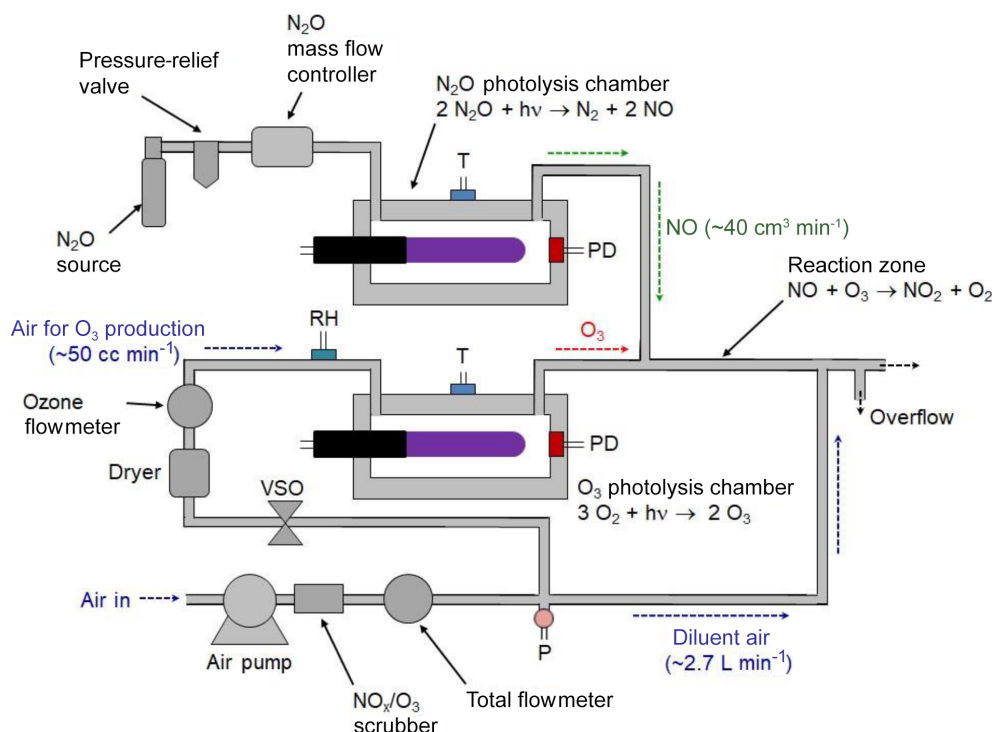 N₂O
mass flow
controller
Pressure-relief
valve
N₂O photolysis chamber
2 N₂O + hν → N₂ + 2 NO
T
NO (~40 cm³ min⁻¹)
N₂O
source
PD
Reaction zone
NO + O₃ → NO₂ + O₂
RH
Air for O₃ production
(~50 cc min⁻¹)
O₃
T
Ozone
flowmeter
Overflow
PD
Dryer
VSO
O₃ photolysis chamber
3 O₂ + hν → 2 O₃
Air in
Air pump
P
Diluent air
(~2.7 L min⁻¹)
NOₓ/O₃
scrubber
Total flowmeter